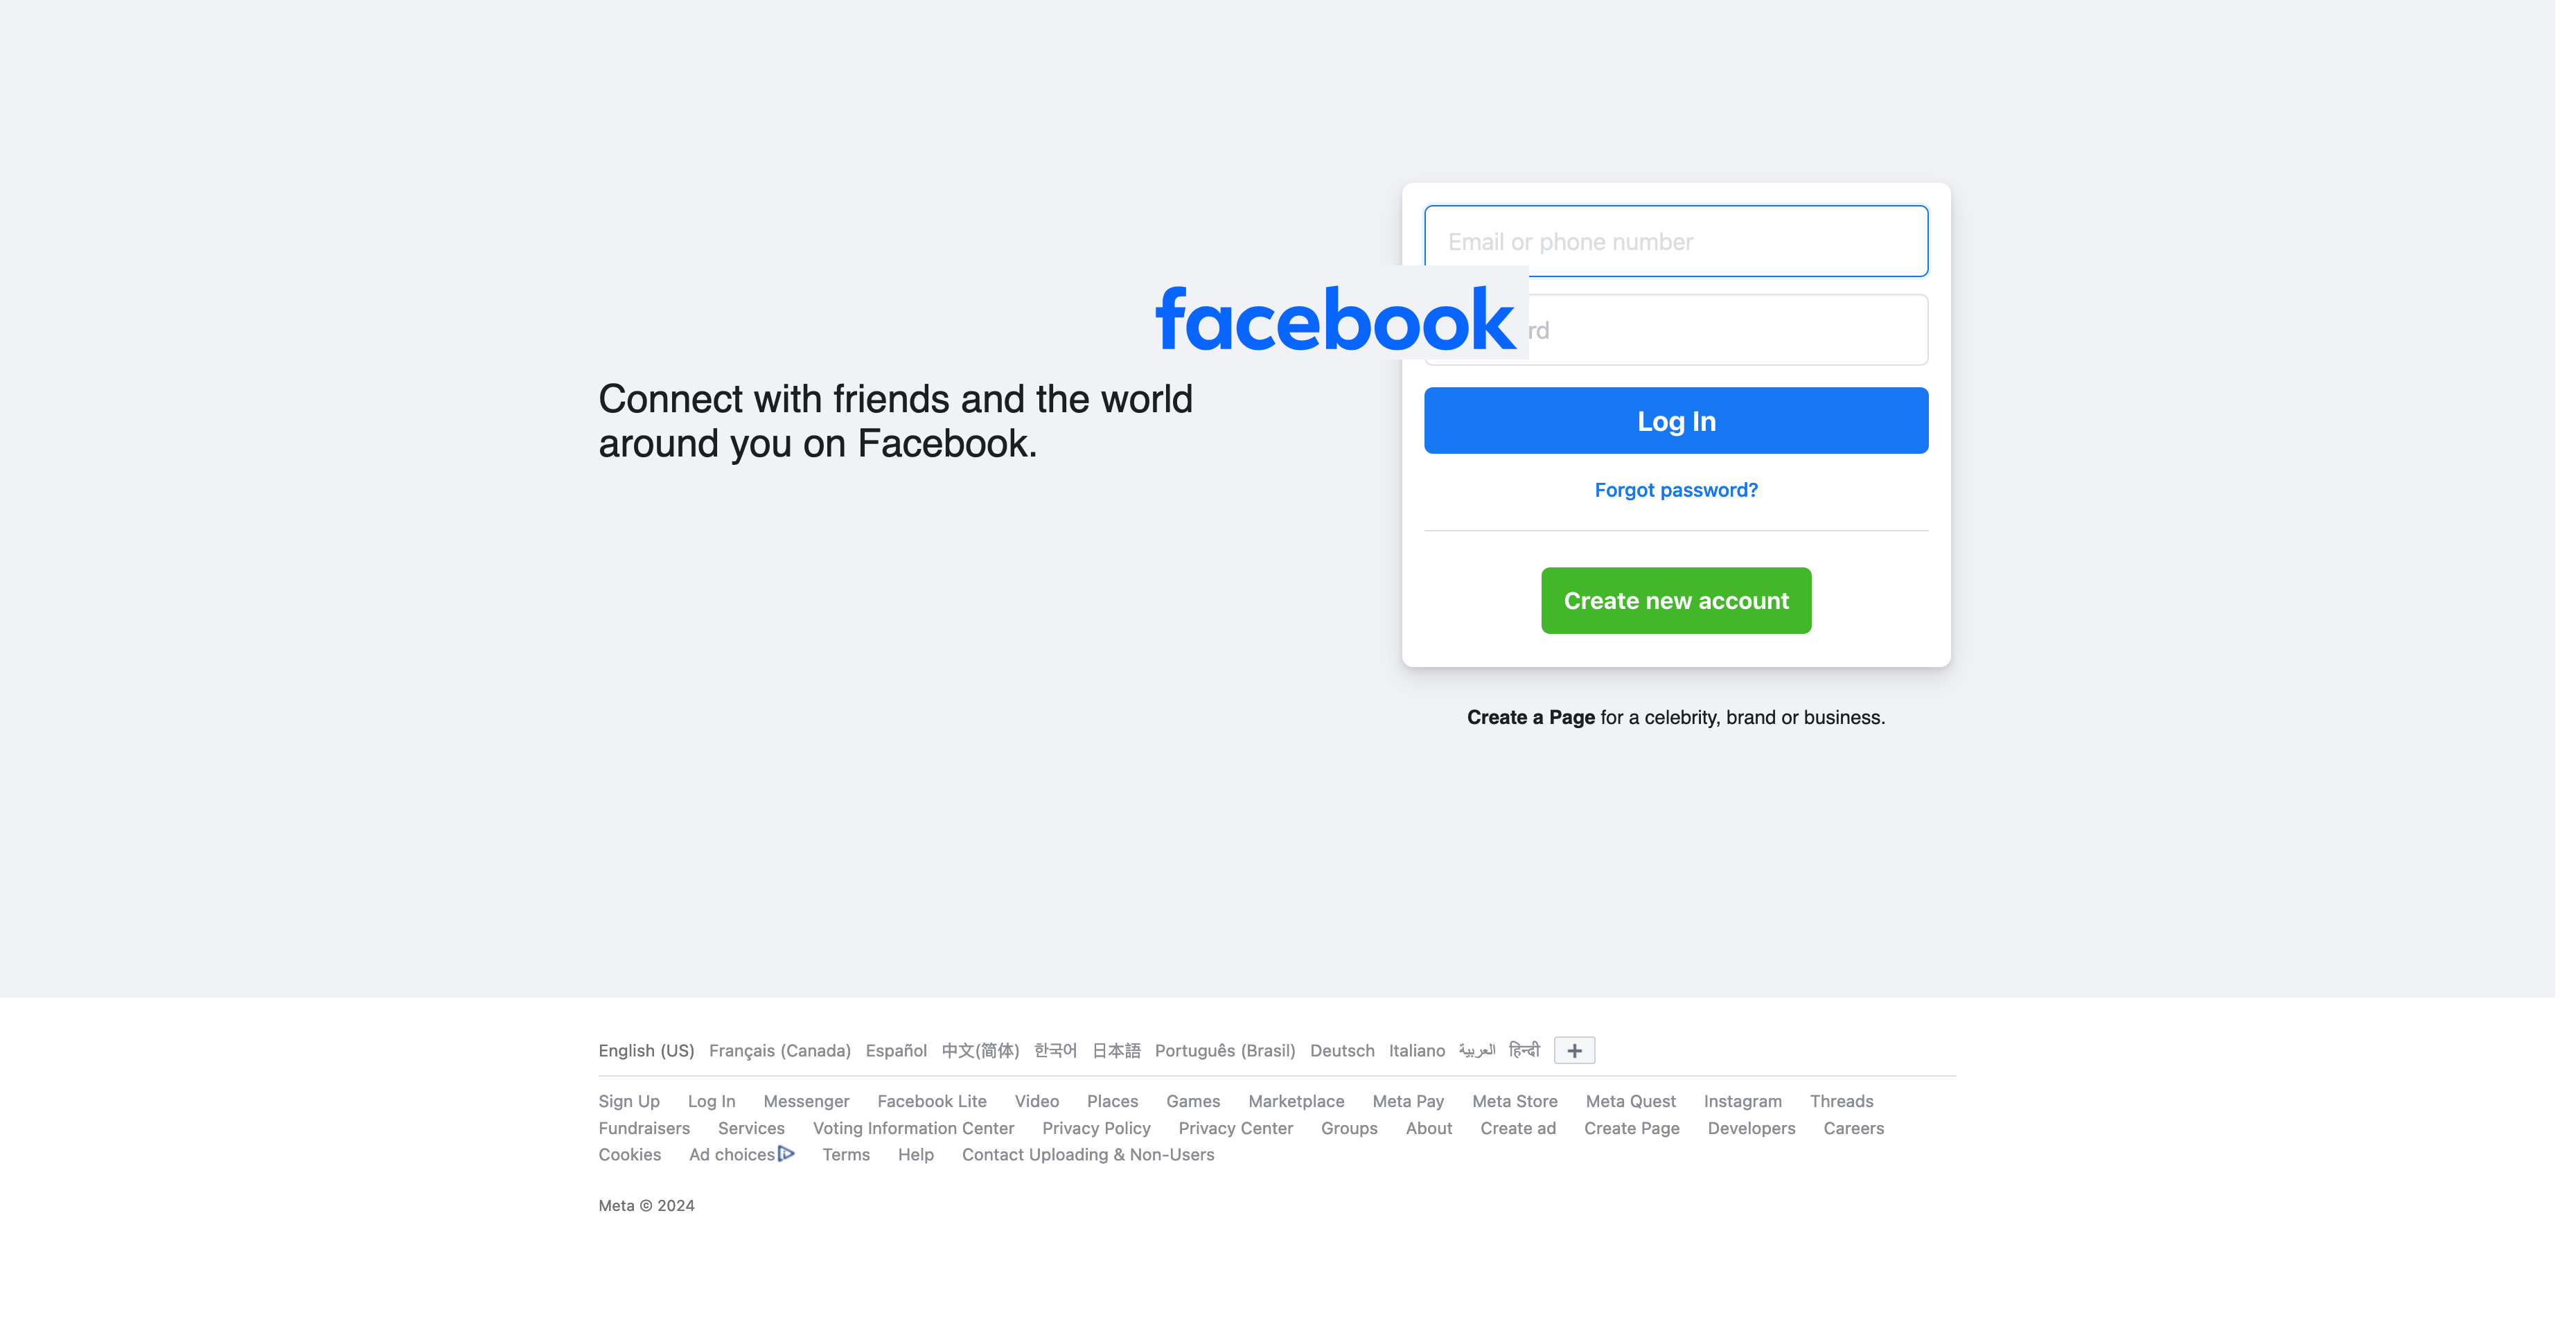 Email or phone number
facebook
rd
Connect with friends and the world
around you on Facebook.
Log In
Forgot password?
Create new account
Create a Page for a celebrity, brand or business.
English (US) Français (Canada) Español 中文(简体) 한국어 日本語 Português (Brasil) Deutsch Italiano العربية हिन्दी +
Sign Up Log In Messenger Facebook Lite Video Places Games Marketplace Meta Pay Meta Store Meta Quest Instagram Threads
Fundraisers Services Voting Information Center Privacy Policy Privacy Center Groups About Create ad Create Page Developers Careers
Cookies Ad choices Terms Help Contact Uploading & Non-Users
Meta © 2024